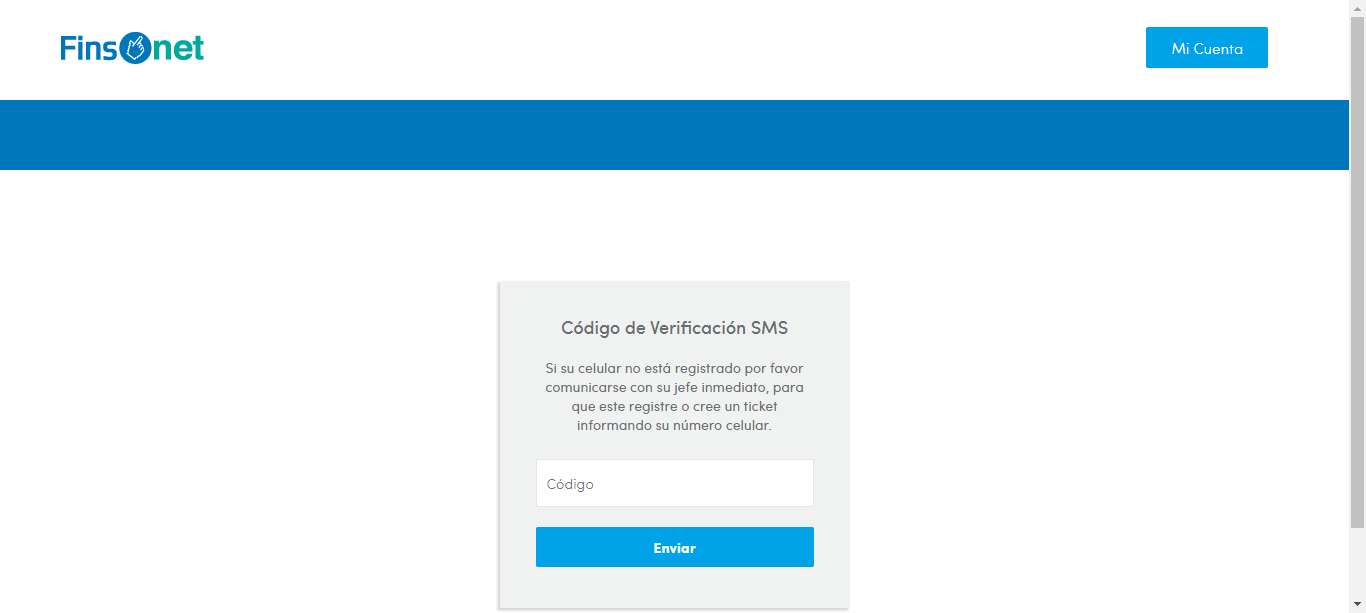 Finsonet
Mi Cuenta
Código de Verificación SMS
Si su celular no está registrado por favor
comunicarse con su jefe inmediato, para
que este registre o cree un ticket
informando su número celular.
Código
Enviar